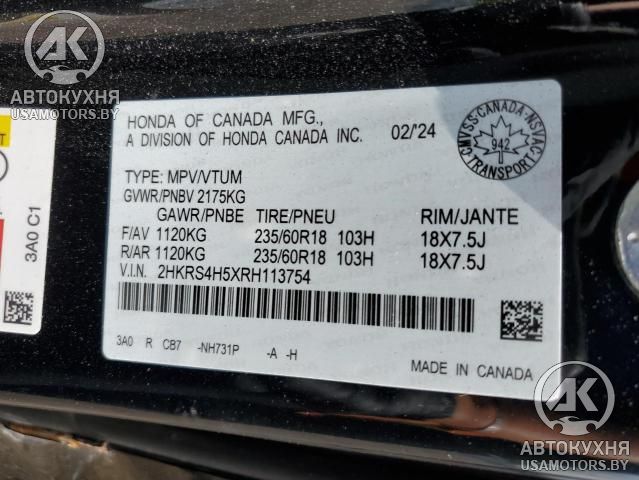 AK
АВТОКУХНЯ
USAMOTORS.BY
3A0 C1
HONDA OF CANADA MFG.,
A DIVISION OF HONDA CANADA INC. 02/'24
CMVSS-CANADA-NSVAC
942
TRANSPORT
TYPE: MPV/VTUM
GVWR/PNBV 2175KG
GAWR/PNBE TIRE/PNEU RIM/JANTE
F/AV 1120KG 235/60R18 103H 18X7.5J
R/AR 1120KG 235/60R18 103H 18X7.5J
V.I.N. 2HKRS4H5XRH113754
3A0 R CB7 -NH731P -A -H
MADE IN CANADA
AK
АВТОКУХНЯ
USAMOTORS.BY